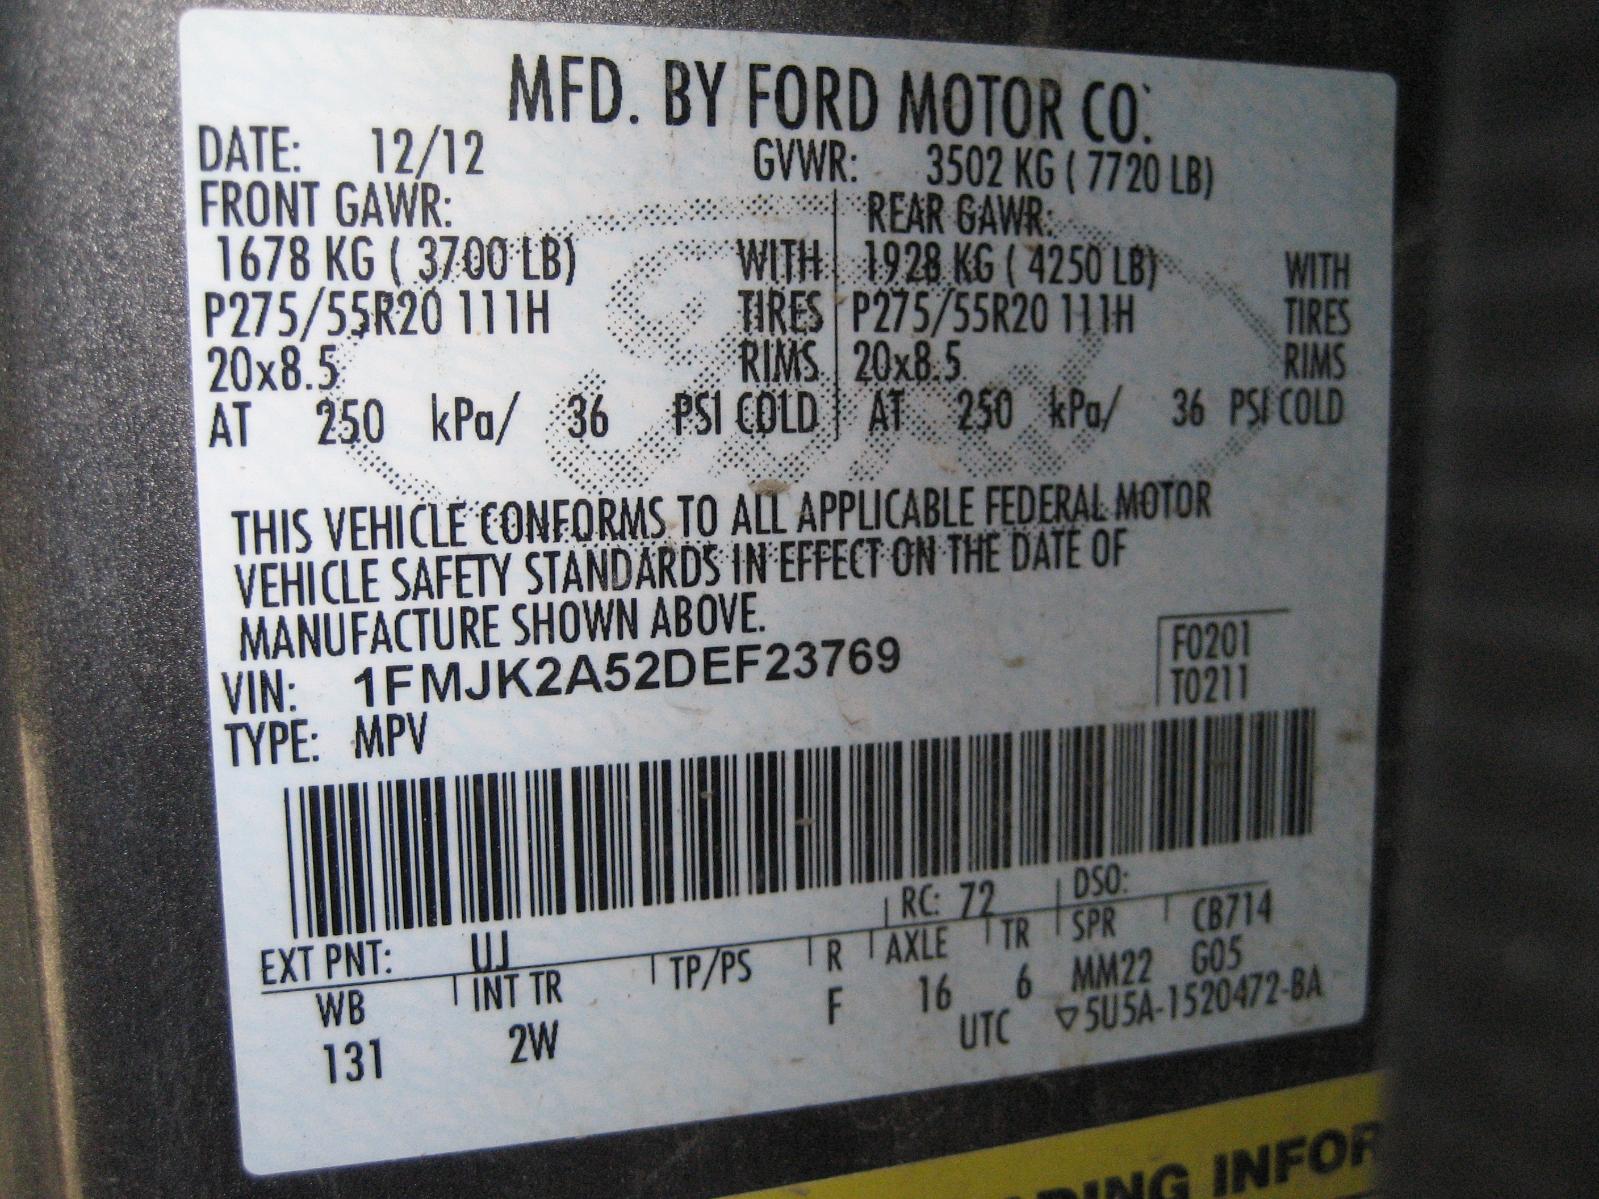 MFD. BY FORD MOTOR CO.
DATE: 12/12 GVWR: 3502 KG ( 7720 LB)
FRONT GAWR: REAR GAWR:
1678 KG ( 3700 LB) WITH 1928 KG ( 4250 LB) WITH
P275/55R20 111H TIRES P275/55R20 111H TIRES
20x8.5 RIMS 20x8.5 RIMS
AT 250 kPa/ 36 PSI COLD AT 250 kPa/ 36 PSI COLD
THIS VEHICLE CONFORMS TO ALL APPLICABLE FEDERAL MOTOR
VEHICLE SAFETY STANDARDS IN EFFECT ON THE DATE OF
MANUFACTURE SHOWN ABOVE.
VIN: 1FMJK2A52DEF23769 F0201
TYPE: MPV T0211
EXT PNT: UJ RC: 72 DSO:
WB INT TR TP/PS R AXLE TR SPR CB714
131 2W F 16 6 MM22 G05
UTC ▽5U5A-1520472-BA
ADING INFOR